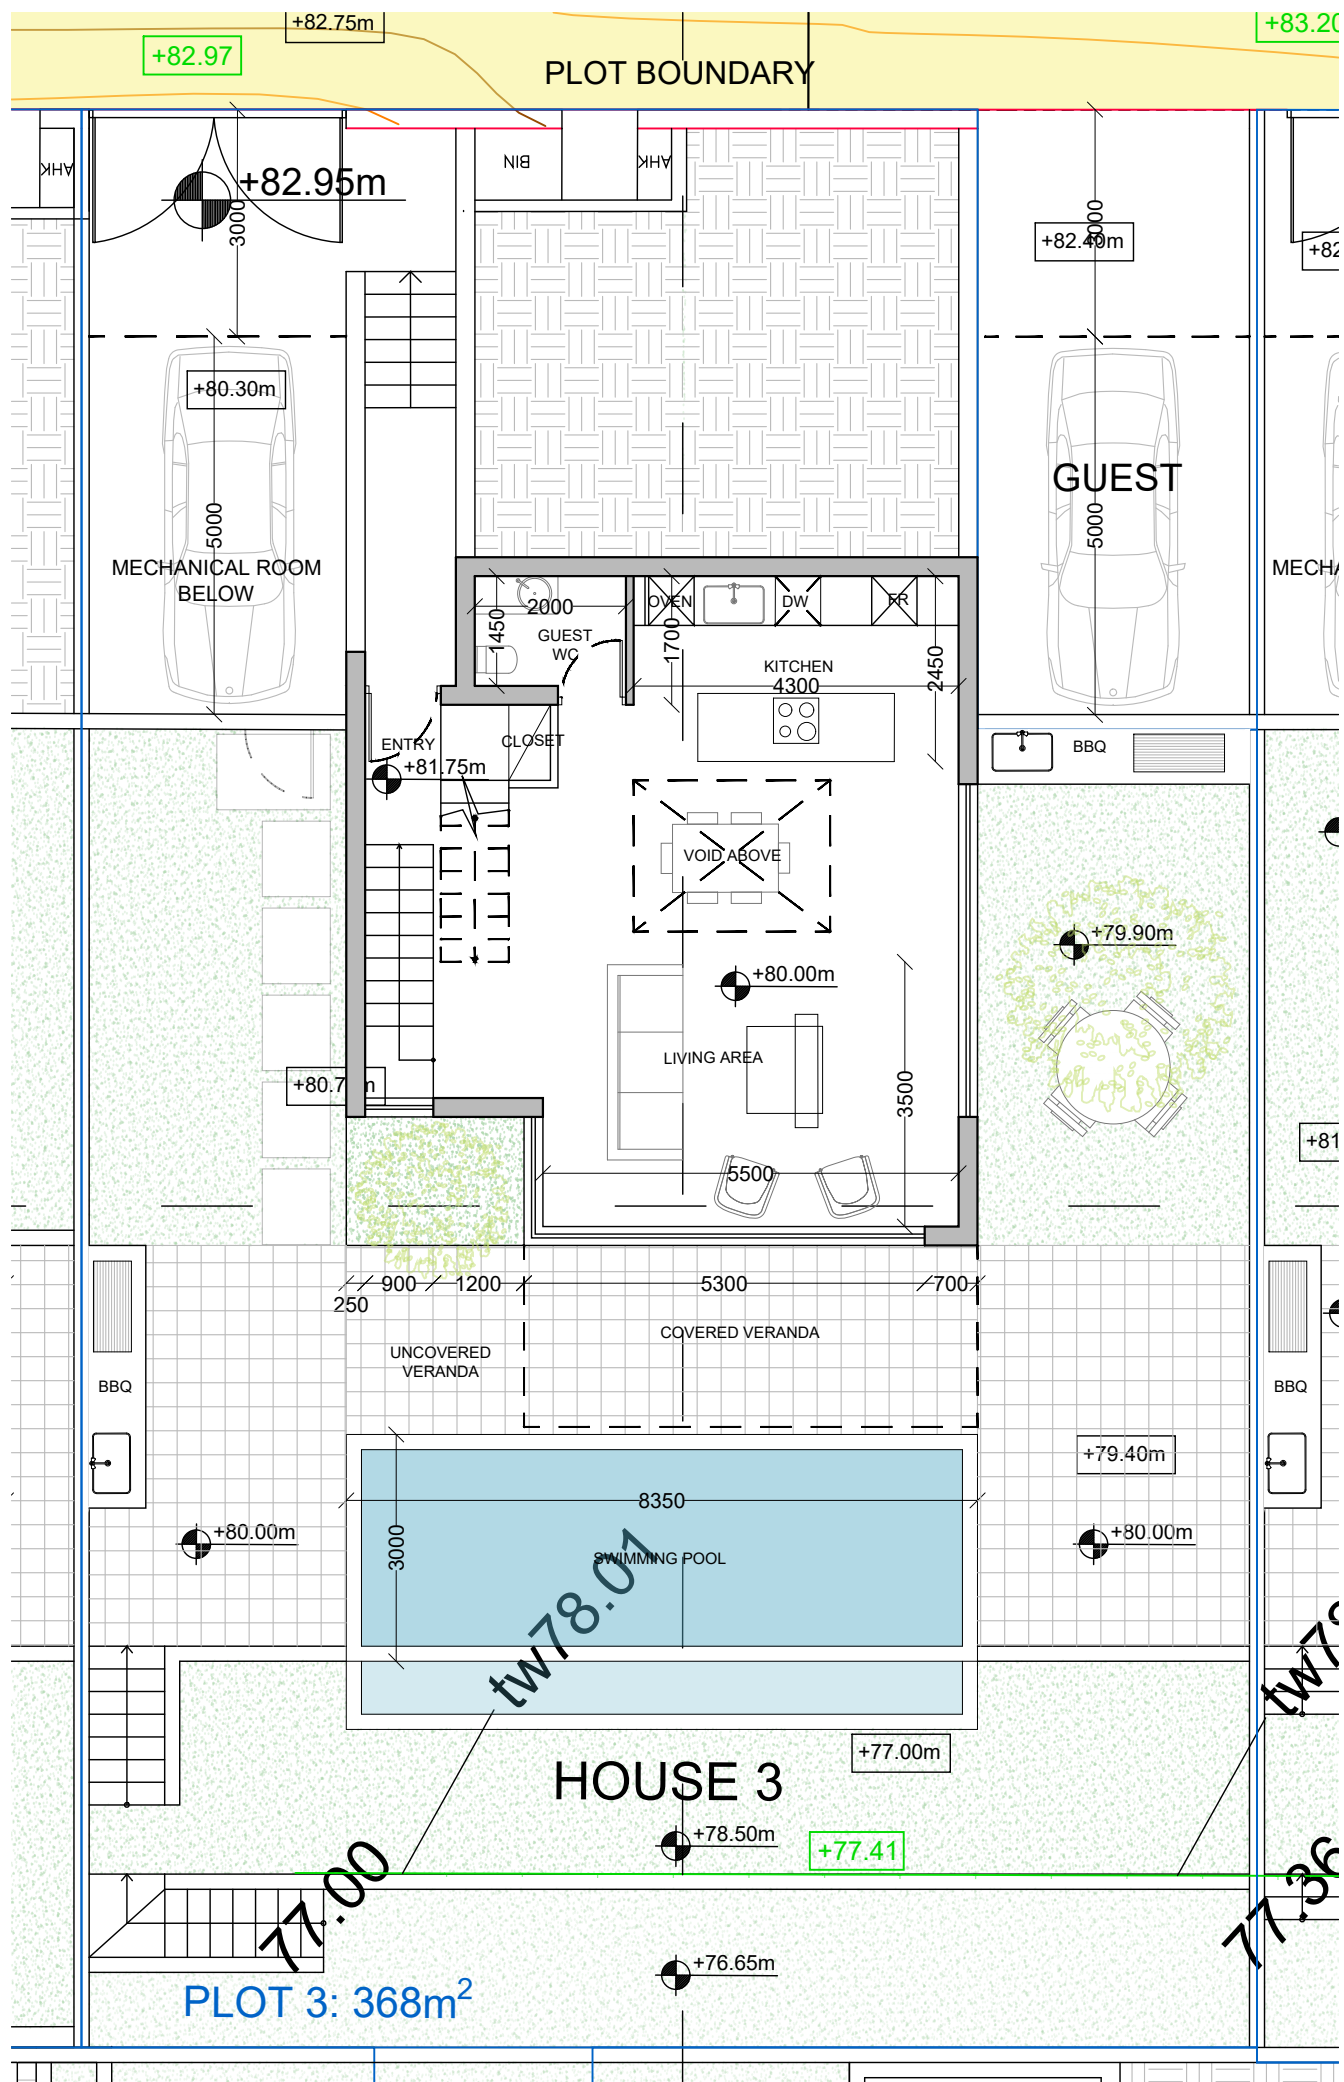 +82.75m
+82.97
PLOT BOUNDARY
AHK
BIN
AHK
+82.95m
3000
3000
+82.40m
+80.30m
5000
MECHANICAL ROOM
BELOW
GUEST
5000
2000
1450
GUEST
WC
OVEN
DW
FR
1700
KITCHEN
4300
2450
ENTRY
CLOSET
+81.75m
BBQ
VOID ABOVE
+79.90m
+80.00m
LIVING AREA
3500
5500
250
900
1200
5300
700
UNCOVERED
VERANDA
COVERED VERANDA
BBQ
BBQ
+79.40m
8350
3000
+80.00m
+80.00m
SWIMMING POOL
tw78.01
+77.00m
HOUSE 3
+78.50m
+77.41
77.00
77.36
+76.65m
PLOT 3: 368m²